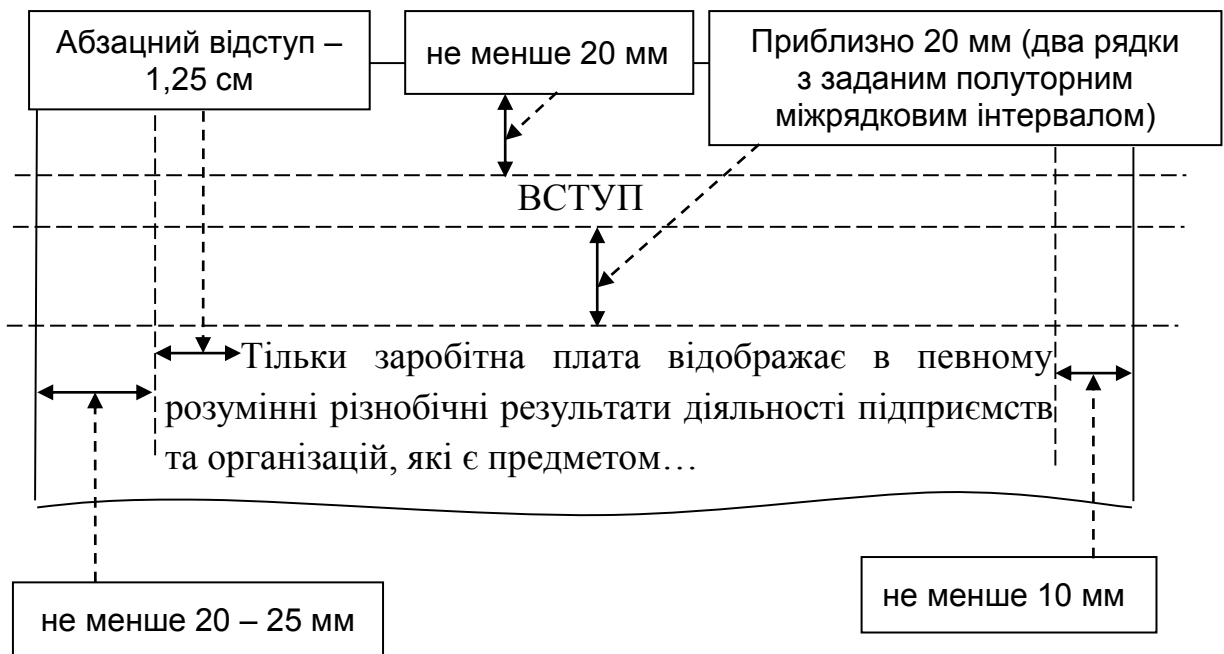 Абзацний відступ –
1,25 см
не менше 20 мм
Приблизно 20 мм (два рядки
з заданим полуторним
міжрядковим інтервалом)
ВСТУП
Тільки заробітна плата відображає в певному
розумінні різнобічні результати діяльності підприємств
та організацій, які є предметом…
не менше 20 – 25 мм
не менше 10 мм